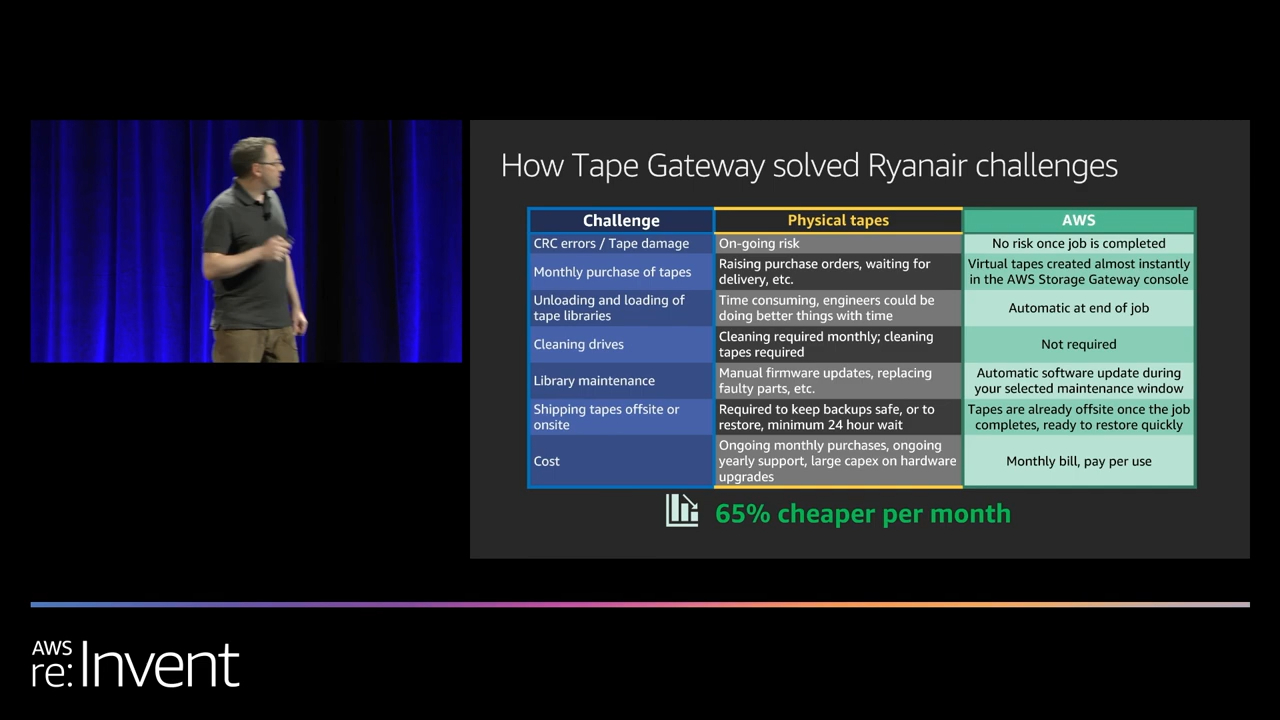 How Tape Gateway solved Ryanair challenges
Challenge
Physical tapes
AWS
CRC errors / Tape damage
On-going risk
No risk once job is completed
Monthly purchase of tapes
Raising purchase orders, waiting for
delivery, etc.
Virtual tapes created almost instantly
in the AWS Storage Gateway console
Unloading and loading of
tape libraries
Time consuming, engineers could be
doing better things with time
Automatic at end of job
Cleaning drives
Cleaning required monthly; cleaning
tapes required
Not required
Library maintenance
Manual firmware updates, replacing
faulty parts, etc.
Automatic software update during
your selected maintenance window
Shipping tapes offsite or
onsite
Required to keep backups safe, or to
restore, minimum 24 hour wait
Tapes are already offsite once the job
completes, ready to restore quickly
Cost
Ongoing monthly purchases, ongoing
yearly support, large capex on hardware
upgrades
Monthly bill, pay per use
65% cheaper per month
AWS
re:Invent